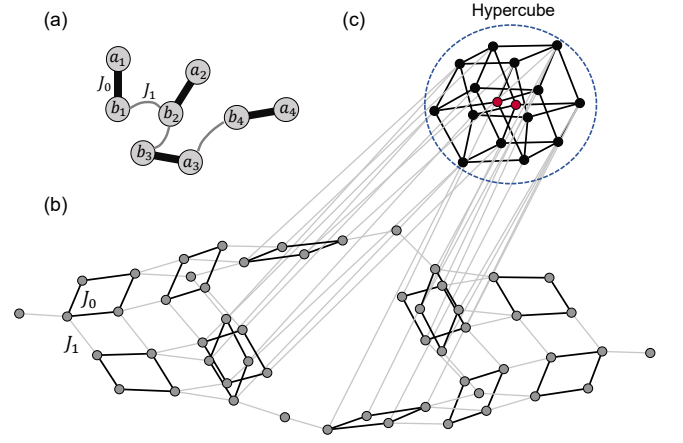 (a)
(c)
Hypercube
a₁
J₀
J₁
a₂
b₁
b₂
b₄
a₄
b₃
a₃
(b)
J₀
J₁